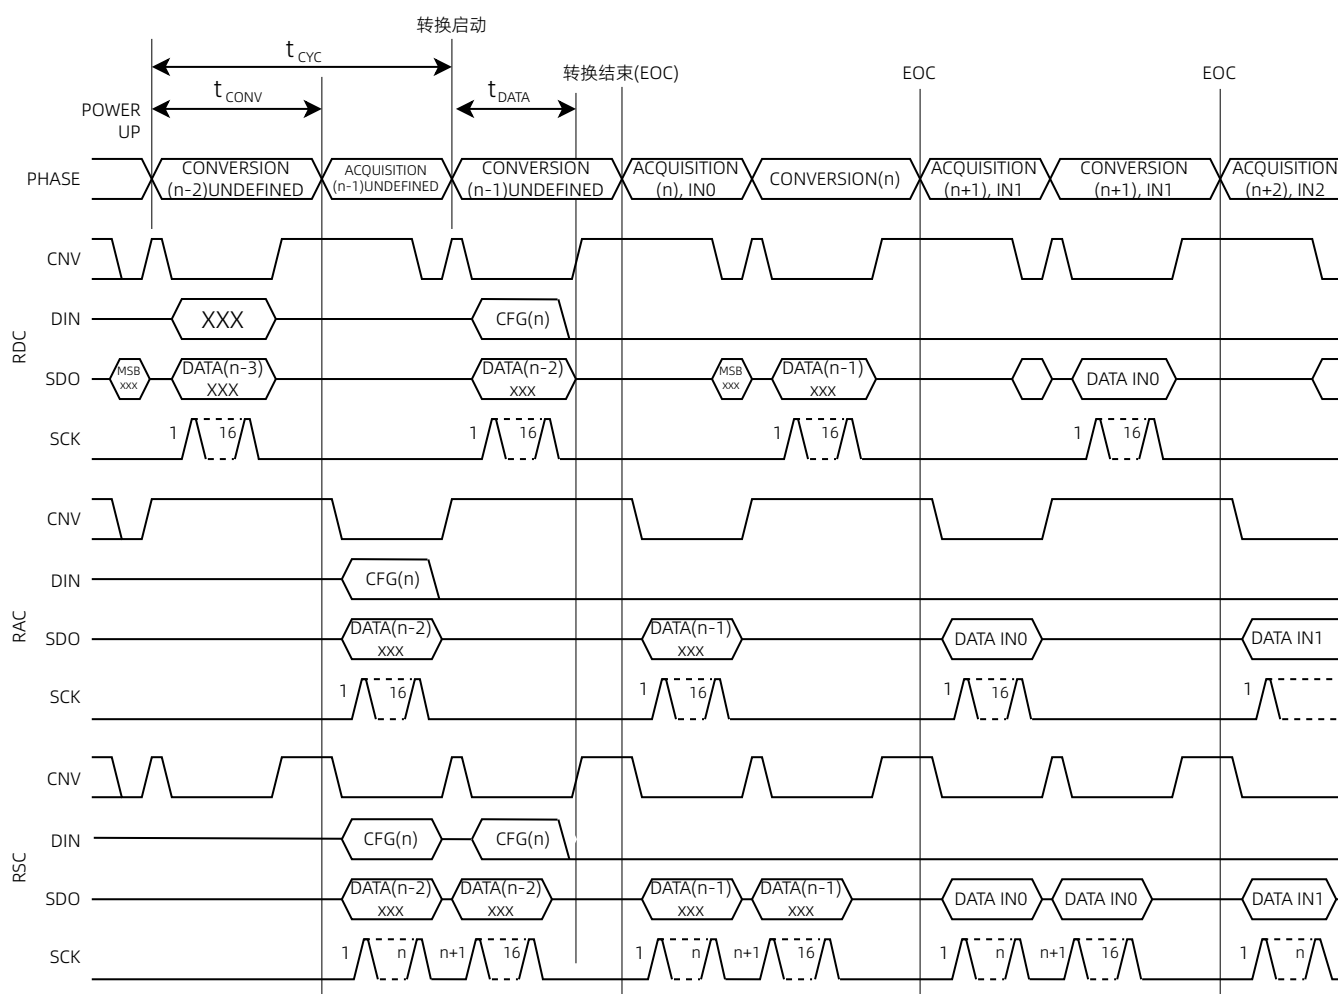 转换启动
t CYC
转换结束(EOC)
EOC
EOC
t CONV
t DATA
POWER
UP
PHASE
CONVERSION
(n-2)UNDEFINED
ACQUISITION
(n-1)UNDEFINED
CONVERSION
(n-1)UNDEFINED
ACQUISITION
(n), IN0
CONVERSION(n)
ACQUISITION
(n+1), IN1
CONVERSION
(n+1), IN1
ACQUISITION
(n+2), IN2
RDC
CNV
DIN
XXX
CFG(n)
SDO
MSB
xxx
DATA(n-3)
XXX
DATA(n-2)
xxx
MSB
xxx
DATA(n-1)
xxx
DATA IN0
SCK
1 16
1 16
1 16
1 16
RAC
CNV
DIN
CFG(n)
SDO
DATA(n-2)
xxx
DATA(n-1)
xxx
DATA IN0
DATA IN1
SCK
1 16
1 16
1 16
1
RSC
CNV
DIN
CFG(n)
CFG(n)
SDO
DATA(n-2)
xxx
DATA(n-2)
xxx
DATA(n-1)
xxx
DATA(n-1)
xxx
DATA IN0
DATA IN0
DATA IN1
SCK
1 n n+1 16
1 n n+1 16
1 n n+1 16
1 n